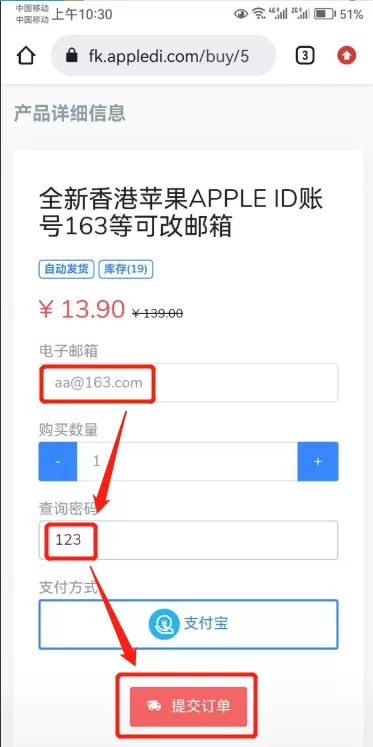 中国移动
中国移动 上午10:30 4G 2G 51%
fk.appledi.com/buy/5 3
产品详细信息
全新香港苹果APPLE ID账
号163等可改邮箱
自动发货 库存(19)
¥ 13.90 ¥ 139.00
电子邮箱
aa@163.com
购买数量
- 1 +
查询密码
123
支付方式
支付宝
提交订单